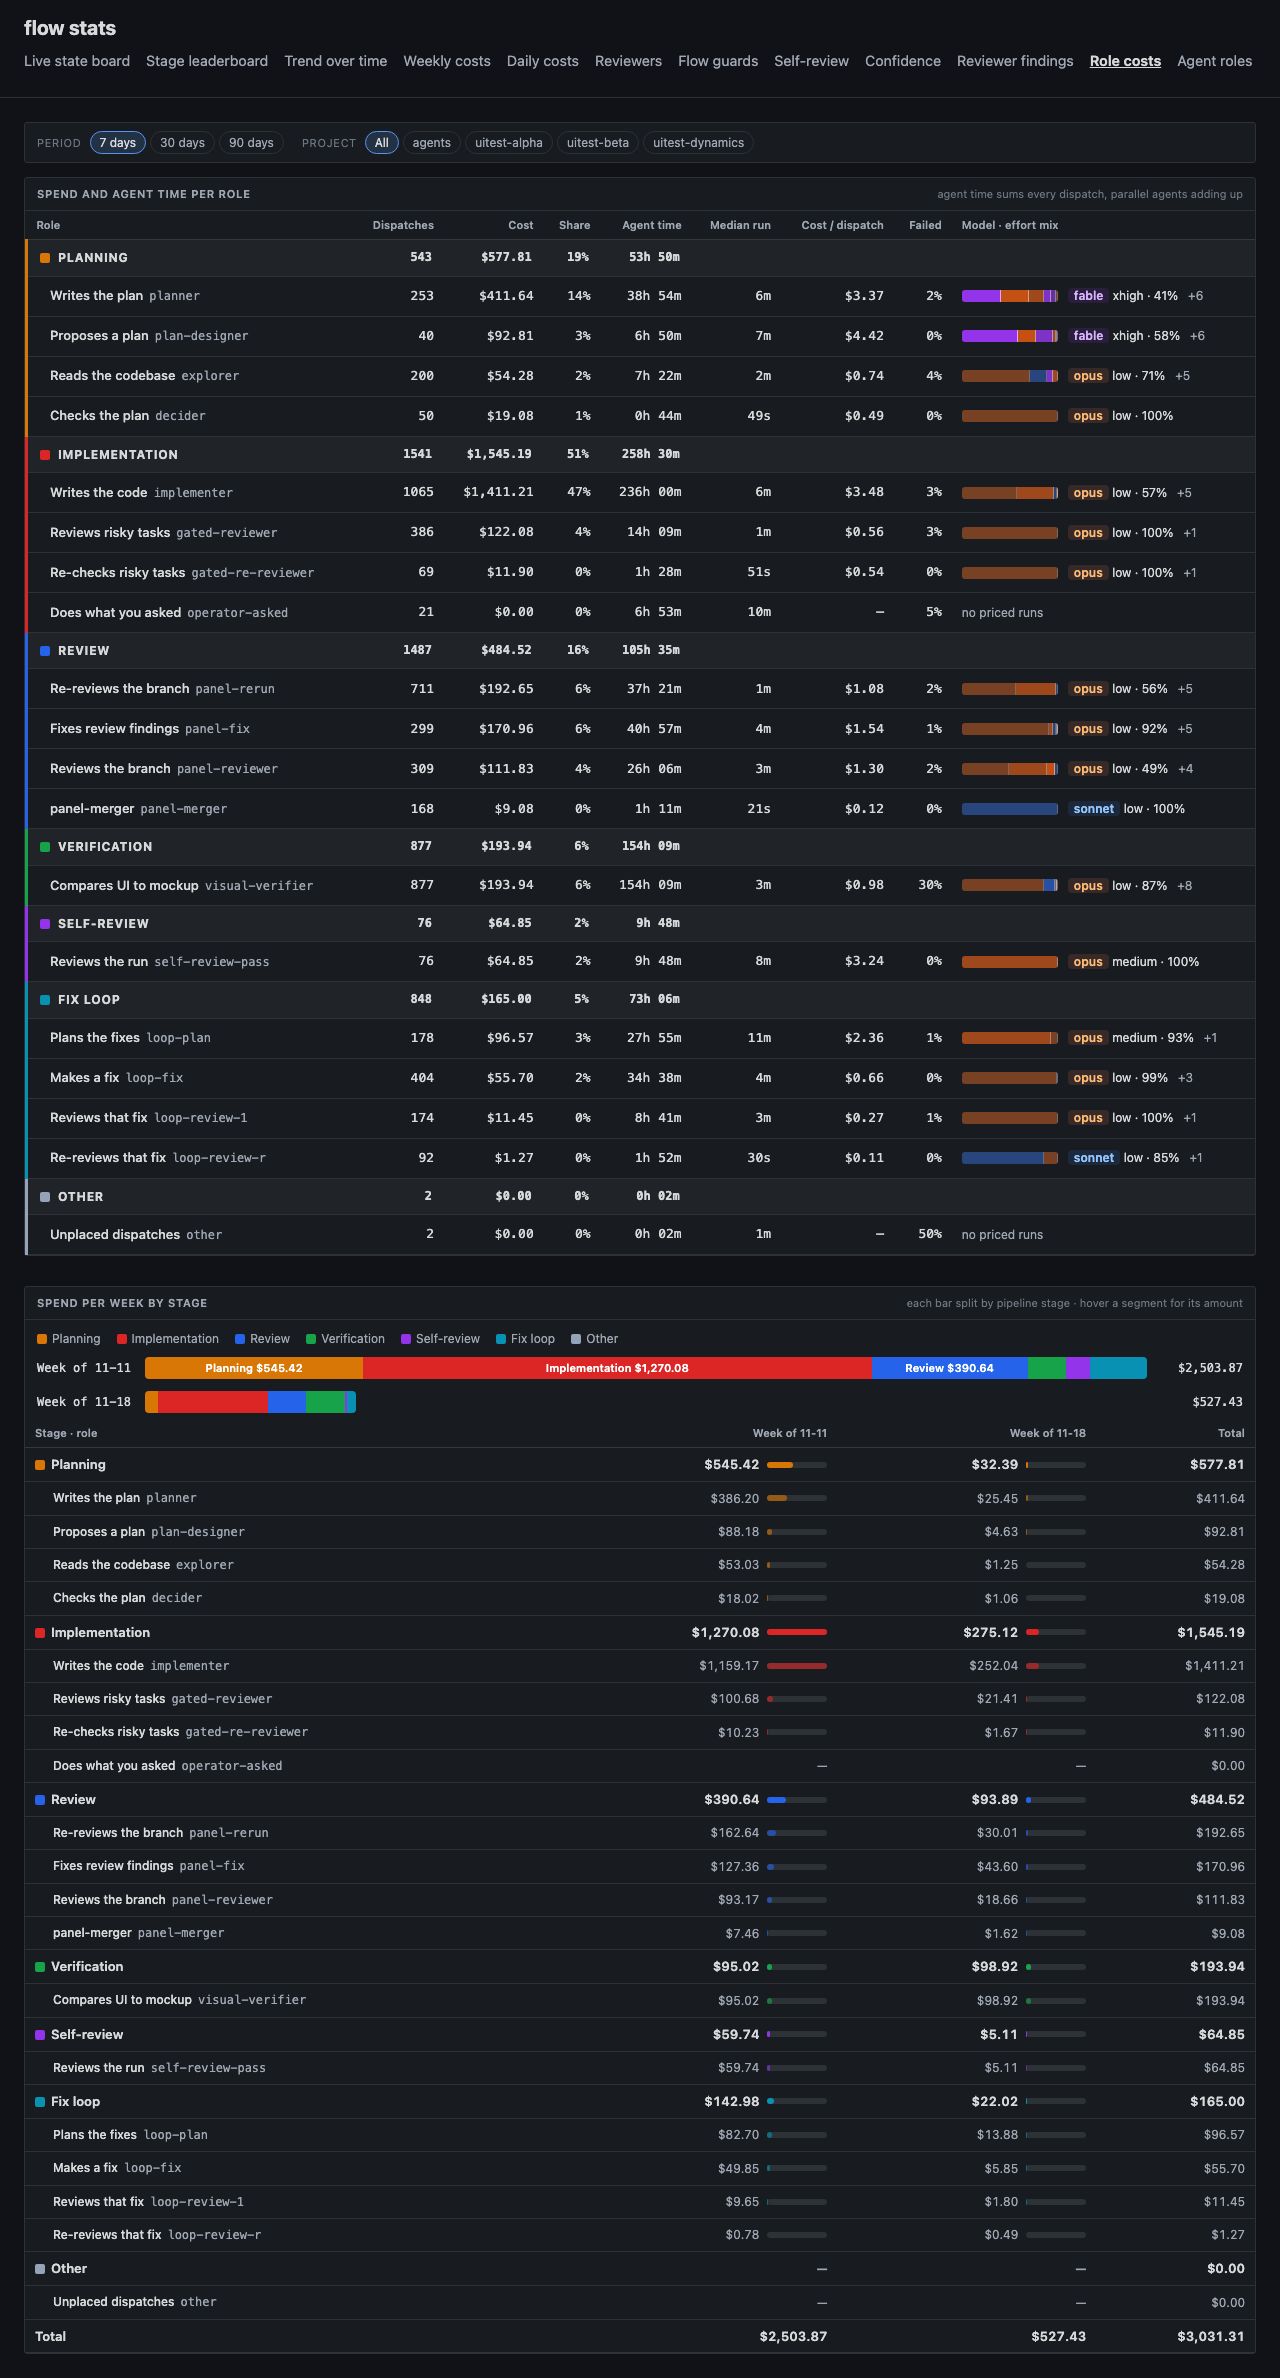 flow stats
Live state board Stage leaderboard Trend over time Weekly costs Daily costs Reviewers Flow guards Self-review Confidence Reviewer findings Role costs Agent roles
PERIOD 7 days 30 days 90 days PROJECT All agents uitest-alpha uitest-beta uitest-dynamics
SPEND AND AGENT TIME PER ROLE agent time sums every dispatch, parallel agents adding up
Role Dispatches Cost Share Agent time Median run Cost / dispatch Failed Model · effort mix
PLANNING 543 $577.81 19% 53h 50m
Writes the plan planner 253 $411.64 14% 38h 54m 6m $3.37 2% fable xhigh · 41% +6
Proposes a plan plan-designer 40 $92.81 3% 6h 50m 7m $4.42 0% fable xhigh · 58% +6
Reads the codebase explorer 200 $54.28 2% 7h 22m 2m $0.74 4% opus low · 71% +5
Checks the plan decider 50 $19.08 1% 0h 44m 49s $0.49 0% opus low · 100%
IMPLEMENTATION 1541 $1,545.19 51% 258h 30m
Writes the code implementer 1065 $1,411.21 47% 236h 00m 6m $3.48 3% opus low · 57% +5
Reviews risky tasks gated-reviewer 386 $122.08 4% 14h 09m 1m $0.56 3% opus low · 100% +1
Re-checks risky tasks gated-re-reviewer 69 $11.90 0% 1h 28m 51s $0.54 0% opus low · 100% +1
Does what you asked operator-asked 21 $0.00 0% 6h 53m 10m — 5% no priced runs
REVIEW 1487 $484.52 16% 105h 35m
Re-reviews the branch panel-rerun 711 $192.65 6% 37h 21m 1m $1.08 2% opus low · 56% +5
Fixes review findings panel-fix 299 $170.96 6% 40h 57m 4m $1.54 1% opus low · 92% +5
Reviews the branch panel-reviewer 309 $111.83 4% 26h 06m 3m $1.30 2% opus low · 49% +4
panel-merger panel-merger 168 $9.08 0% 1h 11m 21s $0.12 0% sonnet low · 100%
VERIFICATION 877 $193.94 6% 154h 09m
Compares UI to mockup visual-verifier 877 $193.94 6% 154h 09m 3m $0.98 30% opus low · 87% +8
SELF-REVIEW 76 $64.85 2% 9h 48m
Reviews the run self-review-pass 76 $64.85 2% 9h 48m 8m $3.24 0% opus medium · 100%
FIX LOOP 848 $165.00 5% 73h 06m
Plans the fixes loop-plan 178 $96.57 3% 27h 55m 11m $2.36 1% opus medium · 93% +1
Makes a fix loop-fix 404 $55.70 2% 34h 38m 4m $0.66 0% opus low · 99% +3
Reviews that fix loop-review-1 174 $11.45 0% 8h 41m 3m $0.27 1% opus low · 100% +1
Re-reviews that fix loop-review-r 92 $1.27 0% 1h 52m 30s $0.11 0% sonnet low · 85% +1
OTHER 2 $0.00 0% 0h 02m
Unplaced dispatches other 2 $0.00 0% 0h 02m 1m — 50% no priced runs
SPEND PER WEEK BY STAGE each bar split by pipeline stage · hover a segment for its amount
Planning Implementation Review Verification Self-review Fix loop Other
Week of 11-11 Planning $545.42 Implementation $1,270.08 Review $390.64 $2,503.87
Week of 11-18 $527.43
Stage · role Week of 11-11 Week of 11-18 Total
Planning $545.42 $32.39 $577.81
Writes the plan planner $386.20 $25.45 $411.64
Proposes a plan plan-designer $88.18 $4.63 $92.81
Reads the codebase explorer $53.03 $1.25 $54.28
Checks the plan decider $18.02 $1.06 $19.08
Implementation $1,270.08 $275.12 $1,545.19
Writes the code implementer $1,159.17 $252.04 $1,411.21
Reviews risky tasks gated-reviewer $100.68 $21.41 $122.08
Re-checks risky tasks gated-re-reviewer $10.23 $1.67 $11.90
Does what you asked operator-asked — — $0.00
Review $390.64 $93.89 $484.52
Re-reviews the branch panel-rerun $162.64 $30.01 $192.65
Fixes review findings panel-fix $127.36 $43.60 $170.96
Reviews the branch panel-reviewer $93.17 $18.66 $111.83
panel-merger panel-merger $7.46 $1.62 $9.08
Verification $95.02 $98.92 $193.94
Compares UI to mockup visual-verifier $95.02 $98.92 $193.94
Self-review $59.74 $5.11 $64.85
Reviews the run self-review-pass $59.74 $5.11 $64.85
Fix loop $142.98 $22.02 $165.00
Plans the fixes loop-plan $82.70 $13.88 $96.57
Makes a fix loop-fix $49.85 $5.85 $55.70
Reviews that fix loop-review-1 $9.65 $1.80 $11.45
Re-reviews that fix loop-review-r $0.78 $0.49 $1.27
Other — — $0.00
Unplaced dispatches other — — $0.00
Total $2,503.87 $527.43 $3,031.31